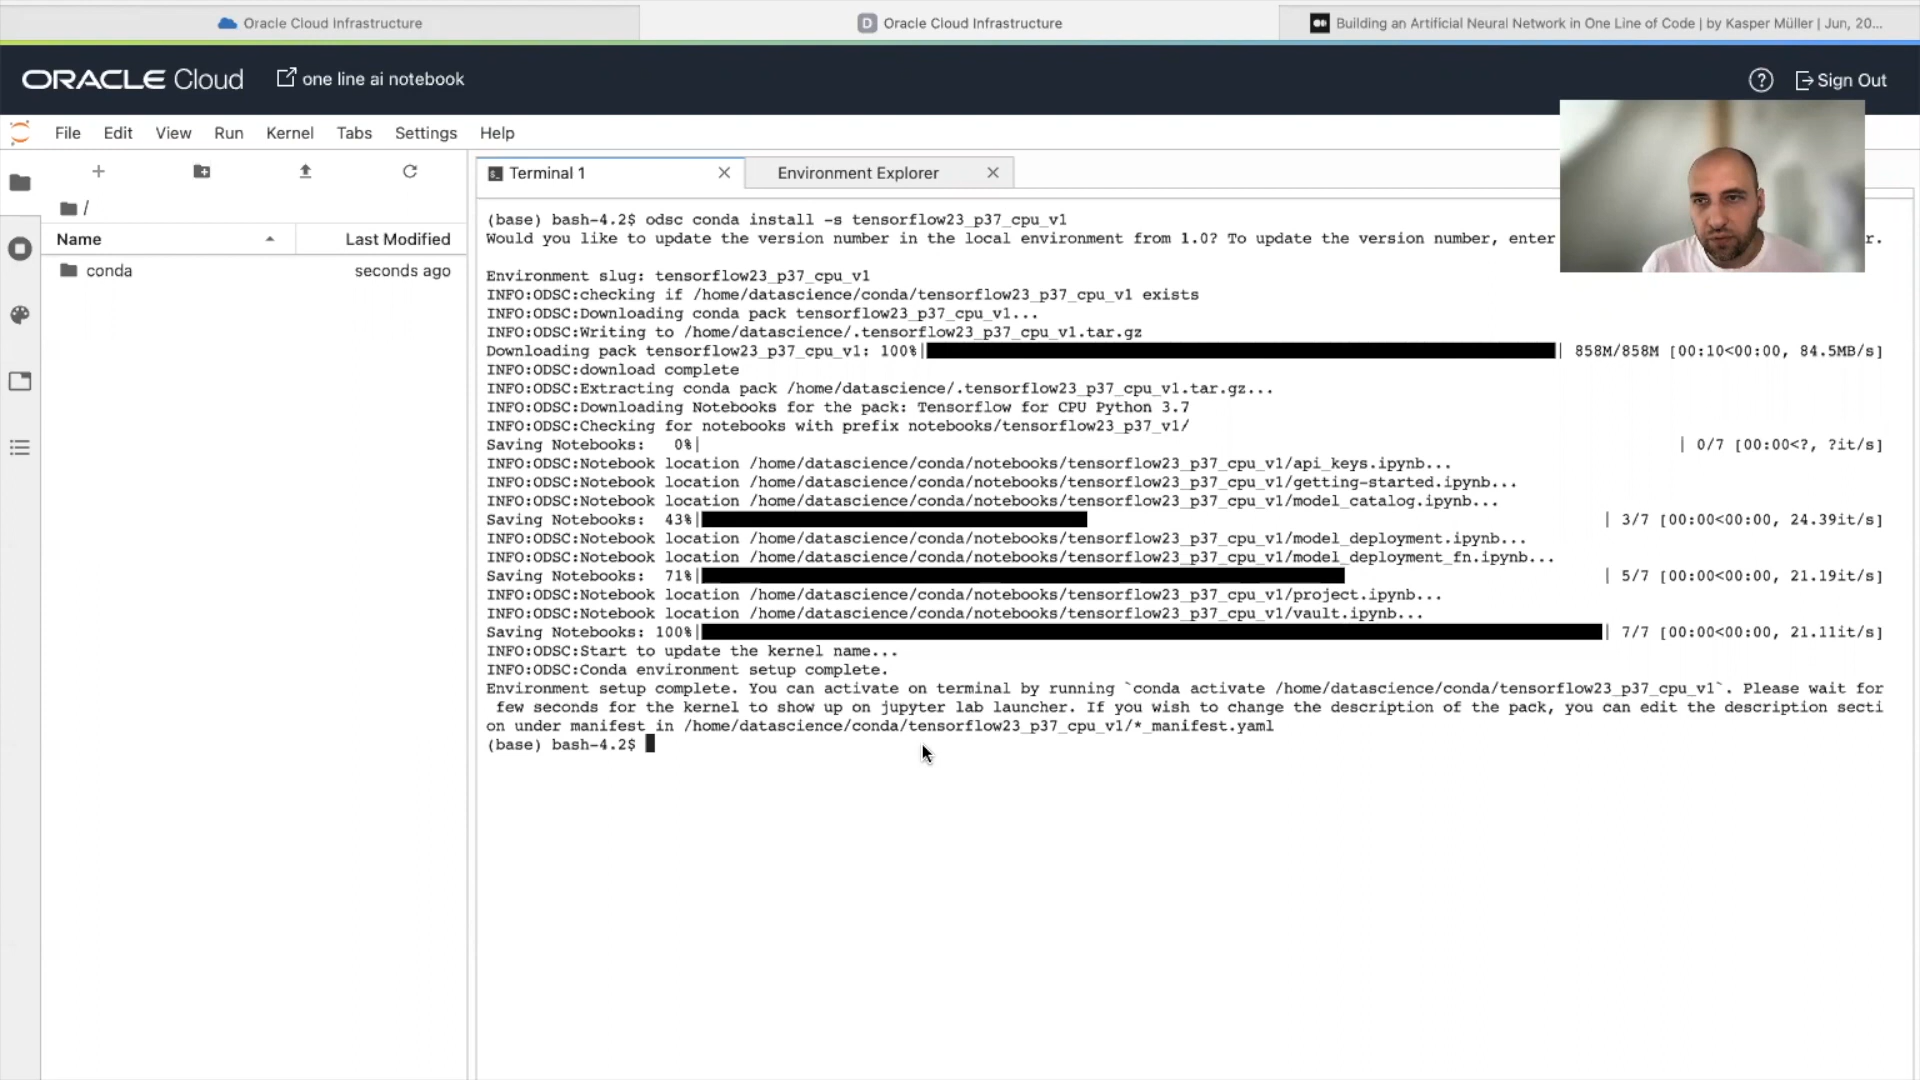 Oracle Cloud Infrastructure
Oracle Cloud Infrastructure
Building an Artificial Neural Network in One Line of Code | by Kasper Müller | Jun, 20...
ORACLE Cloud
one line ai notebook
Sign Out
File Edit View Run Kernel Tabs Settings Help
/
Name Last Modified
conda seconds ago
Terminal 1
Environment Explorer
(base) bash-4.2$ odsc conda install -s tensorflow23_p37_cpu_v1
Would you like to update the version number in the local environment from 1.0? To update the version number, enter r.
Environment slug: tensorflow23_p37_cpu_v1
INFO:ODSC:checking if /home/datascience/conda/tensorflow23_p37_cpu_v1 exists
INFO:ODSC:Downloading conda pack tensorflow23_p37_cpu_v1...
INFO:ODSC:Writing to /home/datascience/.tensorflow23_p37_cpu_v1.tar.gz
Downloading pack tensorflow23_p37_cpu_v1: 100%| | 858M/858M [00:10<00:00, 84.5MB/s]
INFO:ODSC:download complete
INFO:ODSC:Extracting conda pack /home/datascience/.tensorflow23_p37_cpu_v1.tar.gz...
INFO:ODSC:Downloading Notebooks for the pack: Tensorflow for CPU Python 3.7
INFO:ODSC:Checking for notebooks with prefix notebooks/tensorflow23_p37_v1/
Saving Notebooks: 0%| | 0/7 [00:00<?, ?it/s]
INFO:ODSC:Notebook location /home/datascience/conda/notebooks/tensorflow23_p37_cpu_v1/api_keys.ipynb...
INFO:ODSC:Notebook location /home/datascience/conda/notebooks/tensorflow23_p37_cpu_v1/getting-started.ipynb...
INFO:ODSC:Notebook location /home/datascience/conda/notebooks/tensorflow23_p37_cpu_v1/model_catalog.ipynb...
Saving Notebooks: 43%| | 3/7 [00:00<00:00, 24.39it/s]
INFO:ODSC:Notebook location /home/datascience/conda/notebooks/tensorflow23_p37_cpu_v1/model_deployment.ipynb...
INFO:ODSC:Notebook location /home/datascience/conda/notebooks/tensorflow23_p37_cpu_v1/model_deployment_fn.ipynb...
Saving Notebooks: 71%| | 5/7 [00:00<00:00, 21.19it/s]
INFO:ODSC:Notebook location /home/datascience/conda/notebooks/tensorflow23_p37_cpu_v1/project.ipynb...
INFO:ODSC:Notebook location /home/datascience/conda/notebooks/tensorflow23_p37_cpu_v1/vault.ipynb...
Saving Notebooks: 100%| | 7/7 [00:00<00:00, 21.11it/s]
INFO:ODSC:Start to update the kernel name...
INFO:ODSC:Conda environment setup complete.
Environment setup complete. You can activate on terminal by running `conda activate /home/datascience/conda/tensorflow23_p37_cpu_v1`. Please wait for
few seconds for the kernel to show up on jupyter lab launcher. If you wish to change the description of the pack, you can edit the description secti
on under manifest in /home/datascience/conda/tensorflow23_p37_cpu_v1/*_manifest.yaml
(base) bash-4.2$